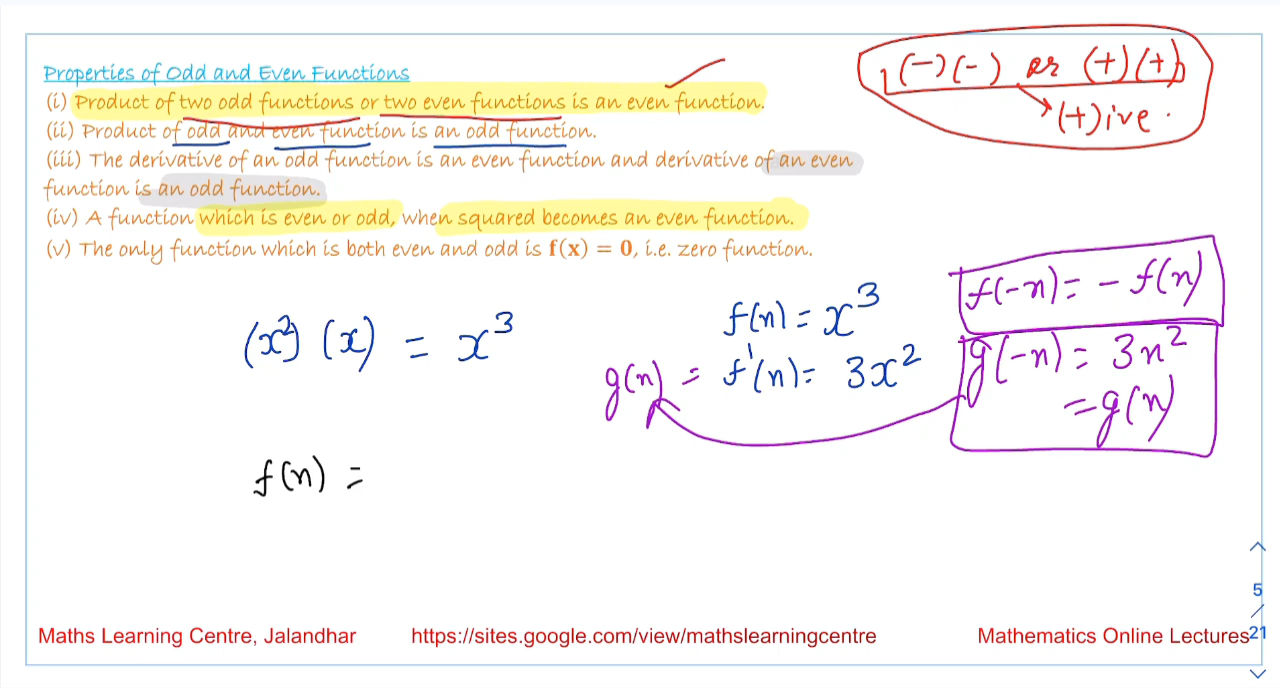 Properties of Odd and Even Functions
(i) Product of two odd functions or two even functions is an even function.
(ii) Product of odd and even function is an odd function.
(iii) The derivative of an odd function is an even function and derivative of an even
function is an odd function.
(iv) A function which is even or odd, when squared becomes an even function.
(v) The only function which is both even and odd is f(x) = 0, i.e. zero function.
(-)(-) or (+)(+)
(+)ive.
(x²) (x) = x³
f(n) = x³
g(n) = f'(n) = 3x²
f(-n) = - f(n)
g(-n) = 3n²
= g(n)
f(n) =
5
/
21
Maths Learning Centre, Jalandhar
https://sites.google.com/view/mathslearningcentre
Mathematics Online Lectures